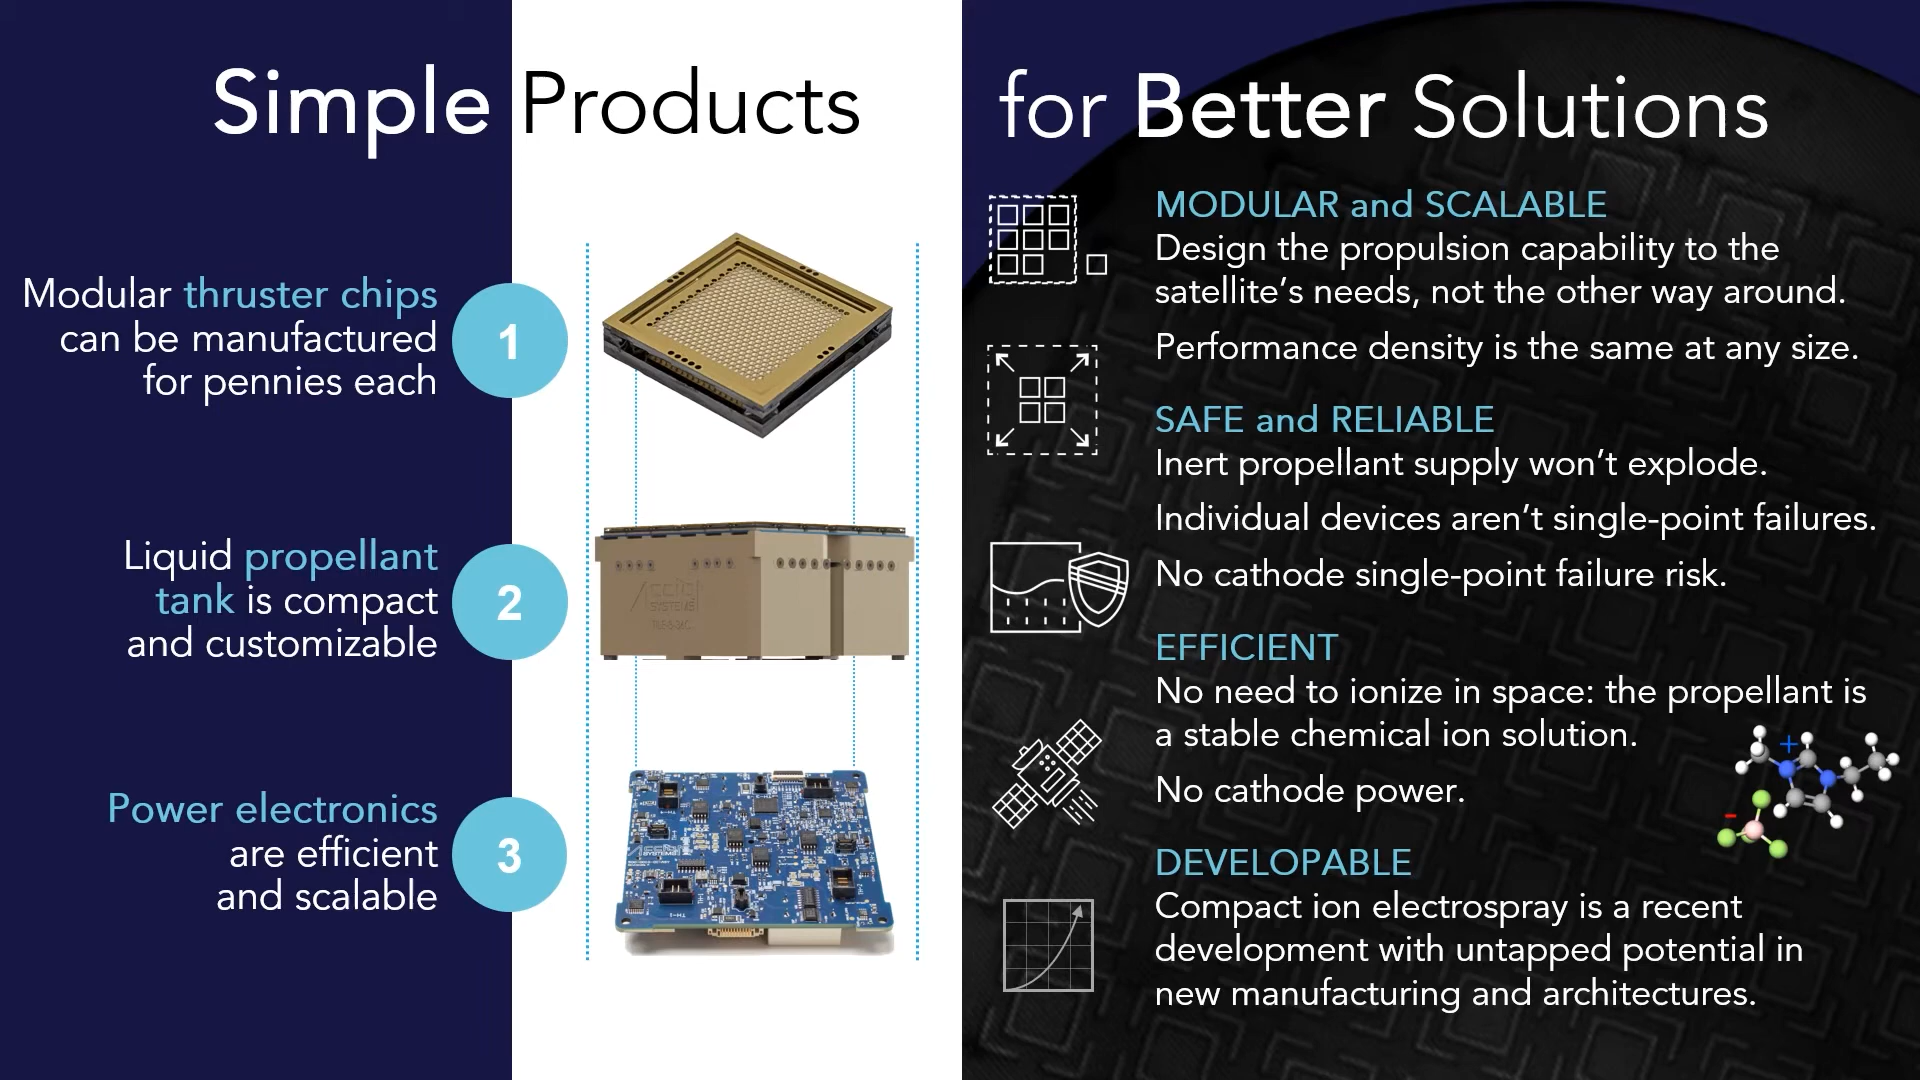 Simple Products for Better Solutions
Modular thruster chips
can be manufactured
for pennies each
1
Liquid propellant
tank is compact
and customizable
2
Accion
SYSTEMS
Power electronics
are efficient
and scalable
3
MODULAR and SCALABLE
Design the propulsion capability to the
satellite’s needs, not the other way around.
Performance density is the same at any size.
SAFE and RELIABLE
Inert propellant supply won’t explode.
Individual devices aren’t single-point failures.
No cathode single-point failure risk.
EFFICIENT
No need to ionize in space: the propellant is
a stable chemical ion solution.
No cathode power.
+
-
DEVELOPABLE
Compact ion electrospray is a recent
development with untapped potential in
new manufacturing and architectures.